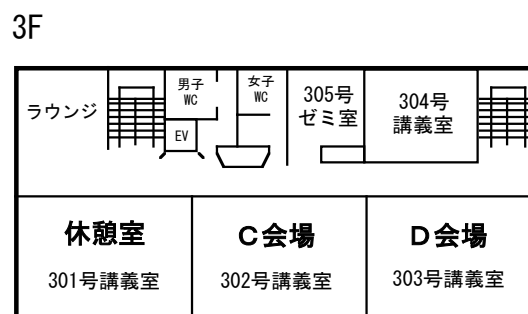 3F
ラウンジ
男子
WC
EV
女子
WC
305号
ゼミ室
304号
講義室
休憩室
301号講義室
C会場
302号講義室
D会場
303号講義室